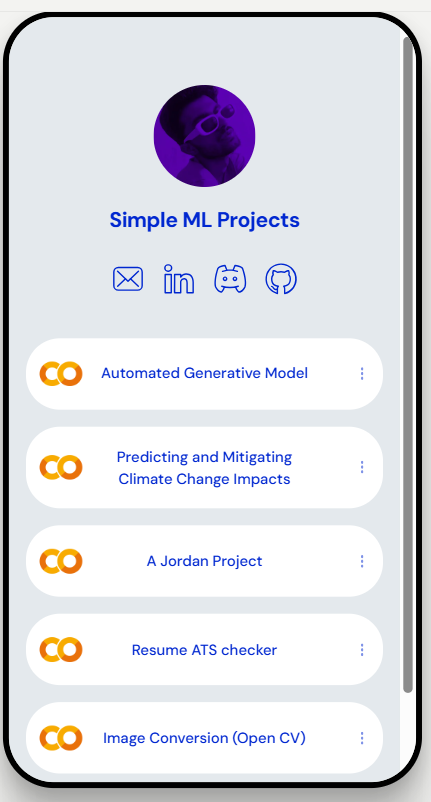 Simple ML Projects
in
Automated Generative Model
Predicting and Mitigating
Climate Change Impacts
A Jordan Project
Resume ATS checker
Image Conversion (Open CV)